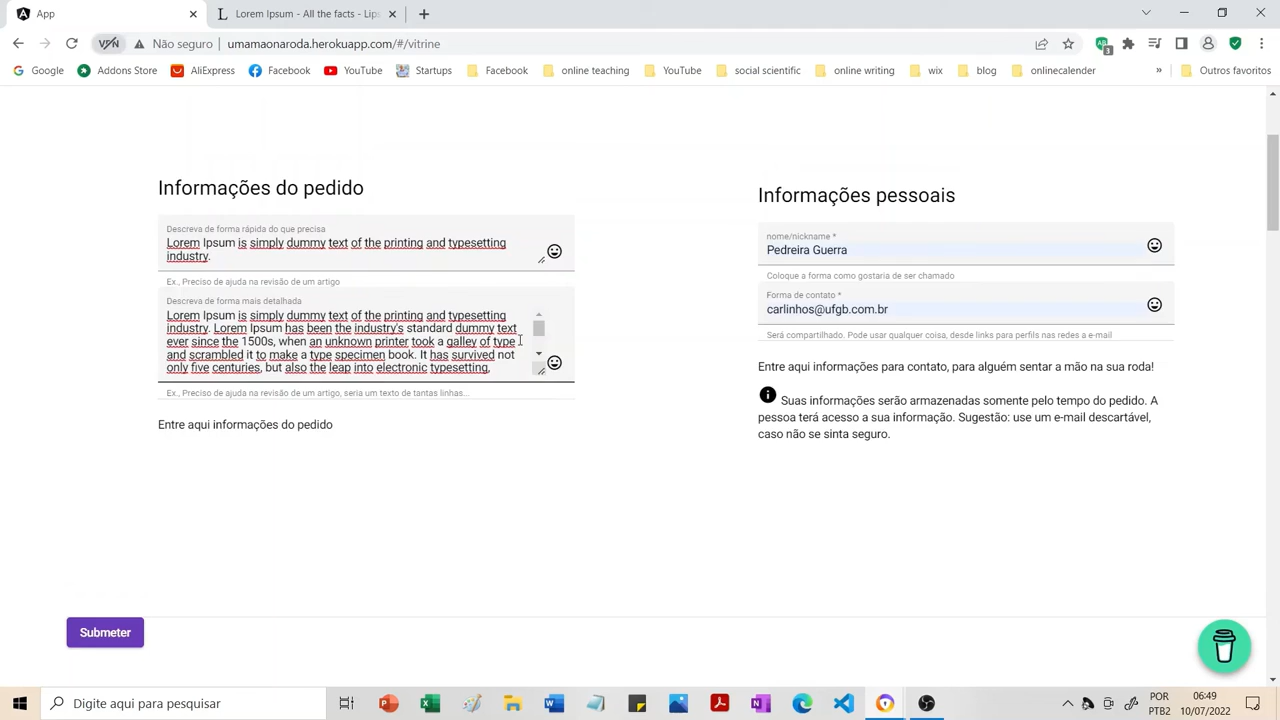 App
Lorem Ipsum - All the facts - Lips
VPN
Não seguro
umamaonaroda.herokuapp.com/#/vitrine
3
Google
Addons Store
AliExpress
Facebook
YouTube
Startups
Facebook
online teaching
YouTube
social scientific
online writing
wix
blog
onlinecalender
»
Outros favoritos
Informações do pedido
Descreva de forma rápida do que precisa
Lorem Ipsum is simply dummy text of the printing and typesetting
industry.
Ex., Preciso de ajuda na revisão de um artigo
Descreva de forma mais detalhada
Lorem Ipsum is simply dummy text of the printing and typesetting
industry. Lorem Ipsum has been the industry's standard dummy text
ever since the 1500s, when an unknown printer took a galley of type
and scrambled it to make a type specimen book. It has survived not
only five centuries, but also the leap into electronic typesetting,
Ex., Preciso de ajuda na revisão de um artigo, seria um texto de tantas linhas...
Entre aqui informações do pedido
Informações pessoais
nome/nickname *
Pedreira Guerra
Coloque a forma como gostaria de ser chamado
Forma de contato *
carlinhos@ufgb.com.br
Será compartilhado. Pode usar qualquer coisa, desde links para perfis nas redes a e-mail
Entre aqui informações para contato, para alguém sentar a mão na sua roda!
Suas informações serão armazenadas somente pelo tempo do pedido. A
pessoa terá acesso a sua informação. Sugestão: use um e-mail descartável,
caso não se sinta seguro.
Submeter
Digite aqui para pesquisar
POR
PTB2
06:49
10/07/2022